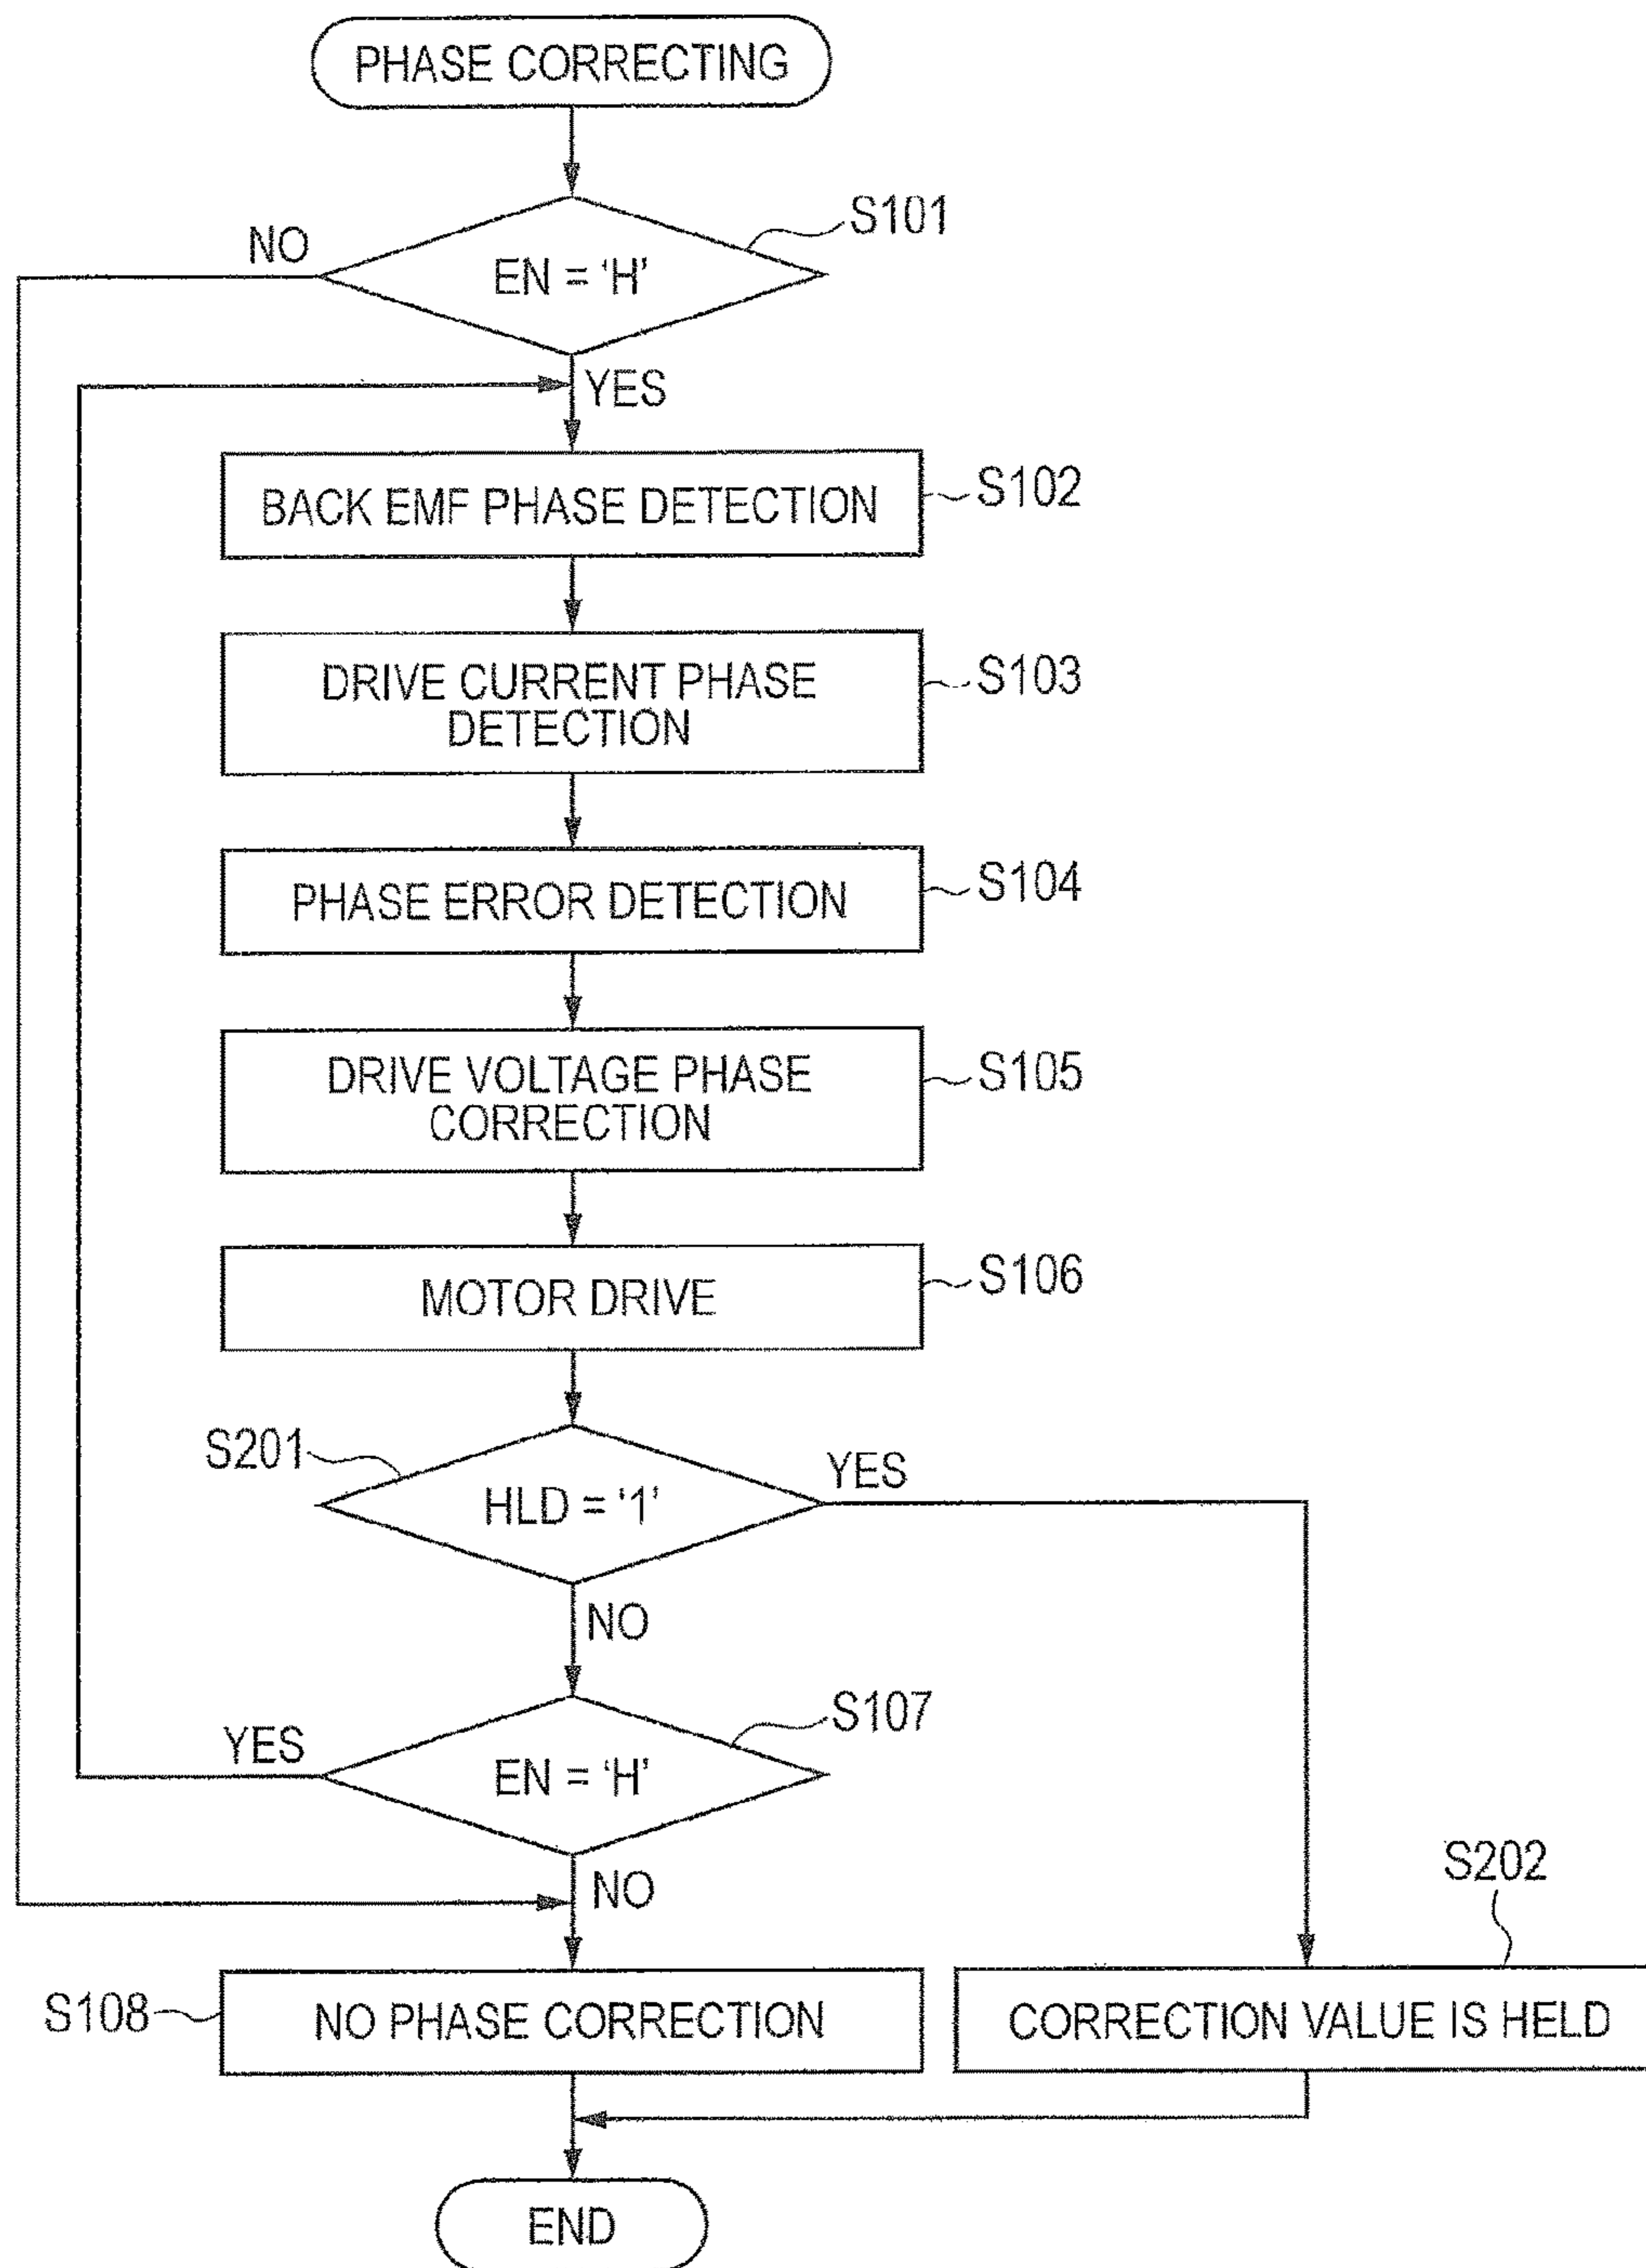 PHASE CORRECTING
S101
NO
EN = ‘H’
YES
BACK EMF PHASE DETECTION
S102
DRIVE CURRENT PHASE
DETECTION
S103
PHASE ERROR DETECTION
S104
DRIVE VOLTAGE PHASE
CORRECTION
S105
MOTOR DRIVE
S106
S201
HLD = ‘1’
YES
NO
S107
YES
EN = ‘H’
NO
S202
S108
NO PHASE CORRECTION
CORRECTION VALUE IS HELD
END